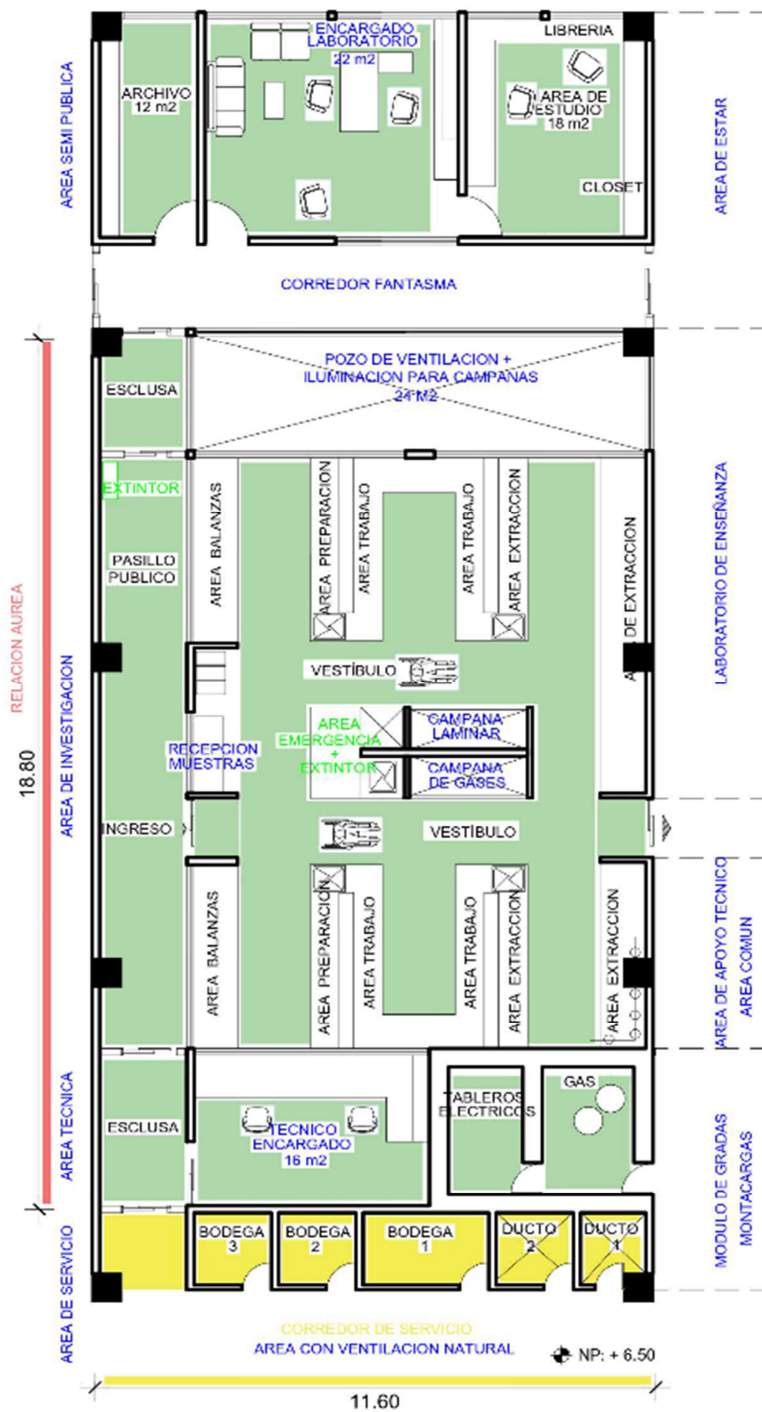 ENCARGADO
LABORATORIO
22 m2
LIBRERIA
ARCHIVO
12 m2
AREA DE
ESTUDIO
18 m2
CLOSET
AREA SEMI PUBLICA
AREA DE ESTAR
CORREDOR FANTASMA
POZO DE VENTILACION +
ILUMINACION PARA CAMPANAS
24 M2
ESCLUSA
EXTINTOR
PASILLO
PUBLICO
AREA BALANZAS
AREA PREPARACION
AREA TRABAJO
AREA TRABAJO
AREA EXTRACCION
AREA DE EXTRACCION
LABORATORIO DE ENSEÑANZA
RELACION AUREA
18.80
AREA DE INVESTIGACION
VESTÍBULO
RECEPCION
MUESTRAS
AREA
EMERGENCIA
+
EXTINTOR
CAMPANA
LAMINAR
CAMPANA
DE GASES
INGRESO
VESTÍBULO
AREA BALANZAS
AREA PREPARACION
AREA TRABAJO
AREA TRABAJO
AREA EXTRACCION
AREA EXTRACCION
AREA DE APOYO TECNICO
AREA COMUN
AREA TECNICA
ESCLUSA
TECNICO
ENCARGADO
16 m2
TABLEROS
ELECTRICOS
GAS
MODULO DE GRADAS
MONTACARGAS
AREA DE SERVICIO
BODEGA
3
BODEGA
2
BODEGA
1
DUCTO
2
DUCTO
1
CORREDOR DE SERVICIO
AREA CON VENTILACION NATURAL
NP: + 6.50
11.60